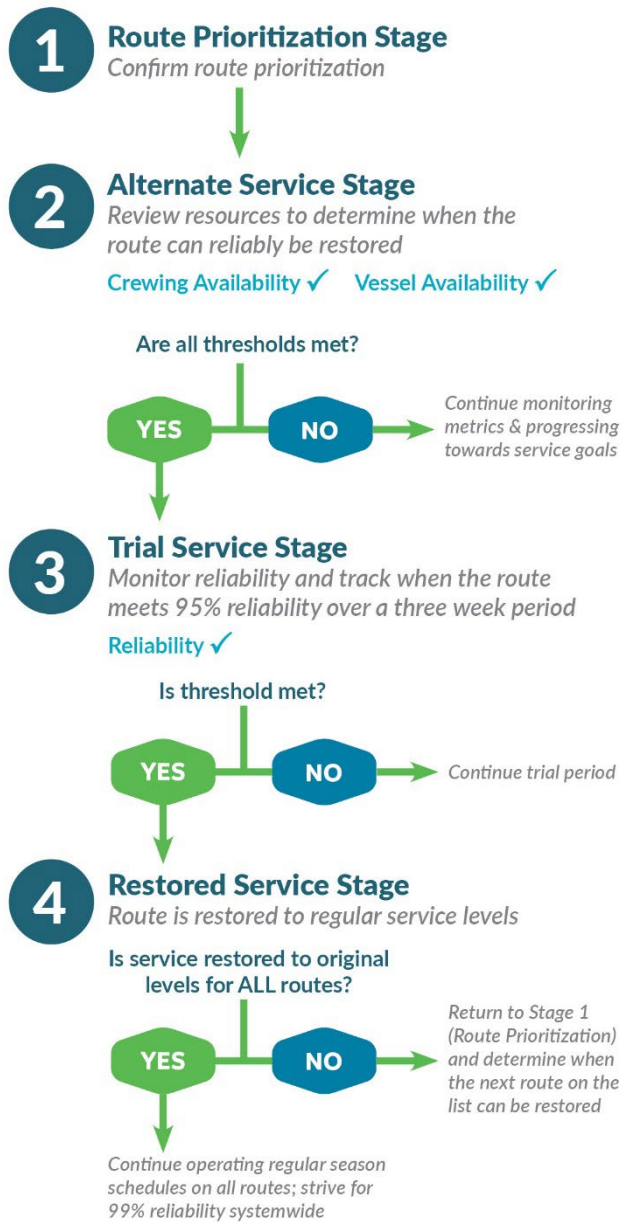 1
Route Prioritization Stage
Confirm route prioritization
2
Alternate Service Stage
Review resources to determine when the
route can reliably be restored
Crewing Availability ✓ Vessel Availability ✓
Are all thresholds met?
YES
NO
Continue monitoring
metrics & progressing
towards service goals
3
Trial Service Stage
Monitor reliability and track when the route
meets 95% reliability over a three week period
Reliability ✓
Is threshold met?
YES
NO
Continue trial period
4
Restored Service Stage
Route is restored to regular service levels
Is service restored to original
levels for ALL routes?
YES
NO
Return to Stage 1
(Route Prioritization)
and determine when
the next route on the
list can be restored
Continue operating regular season
schedules on all routes; strive for
99% reliability systemwide